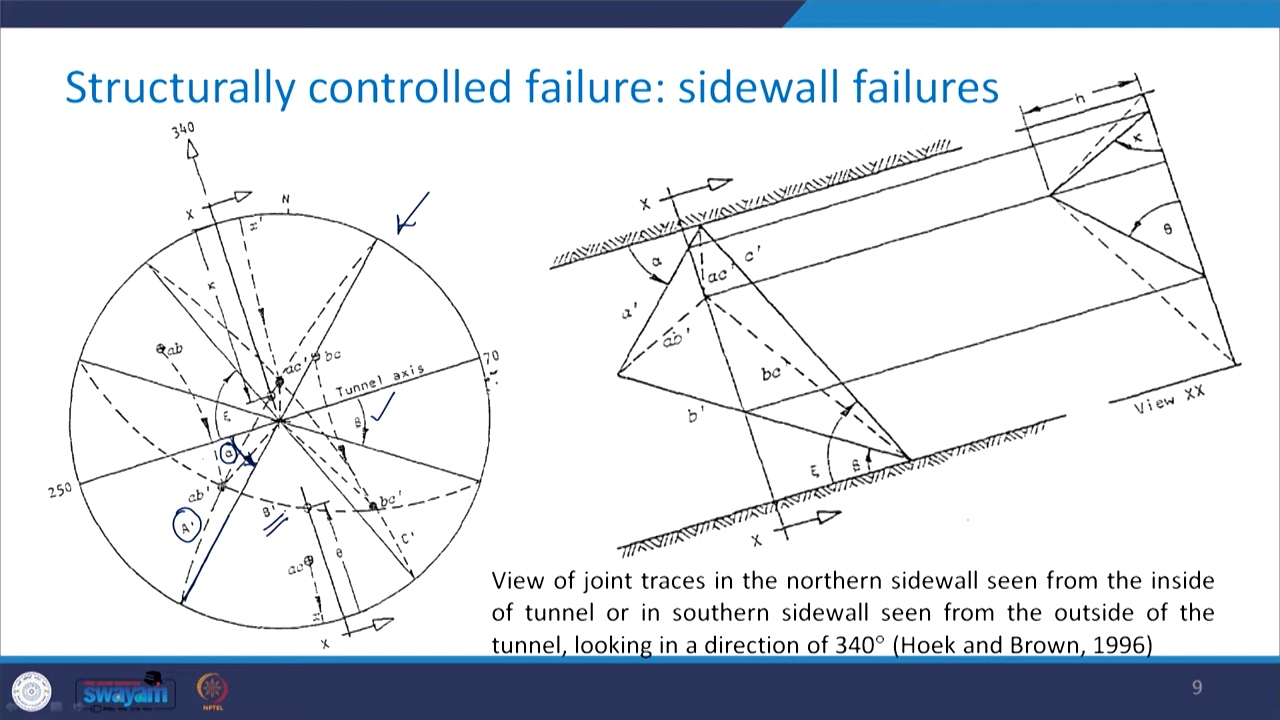 Structurally controlled failure: sidewall failures
340
X
N
H'
K
ab
ac'
bc
Tunnel axis
70
ξ
β
α
250
ab'
A'
B'
bc'
C'
ac
θ
H'
X
h
X
α
ac'
c'
a'
ab'
bc'
b'
ξ
β
X
θ
View XX
View of joint traces in the northern sidewall seen from the inside
of tunnel or in southern sidewall seen from the outside of the
tunnel, looking in a direction of 340° (Hoek and Brown, 1996)
swayam
NPTEL
9